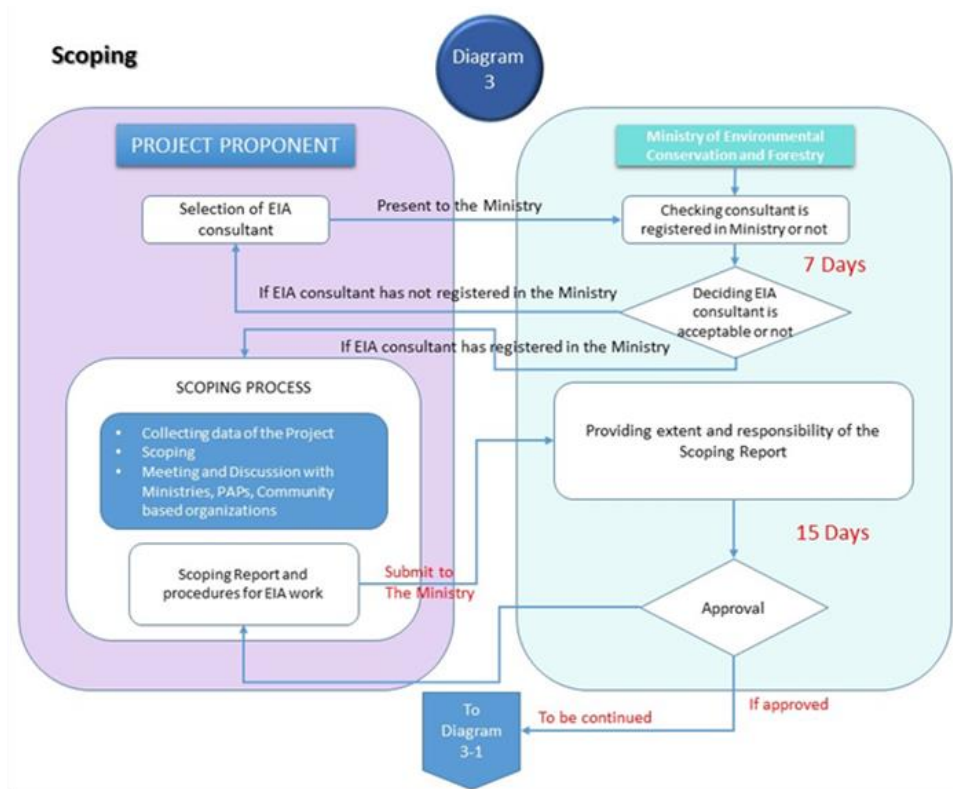 Scoping
Diagram
3
PROJECT PROPONENT
Ministry of Environmental
Conservation and Forestry
Selection of EIA
consultant
Present to the Ministry
Checking consultant is
registered in Ministry or not
7 Days
If EIA consultant has not registered in the Ministry
Deciding EIA
consultant is
acceptable or not
If EIA consultant has registered in the Ministry
SCOPING PROCESS
• Collecting data of the Project
• Scoping
• Meeting and Discussion with
Ministries, PAPs, Community
based organizations
Providing extent and responsibility of the
Scoping Report
15 Days
Scoping Report and
procedures for EIA work
Submit to
The Ministry
Approval
If approved
To be continued
To
Diagram
3-1